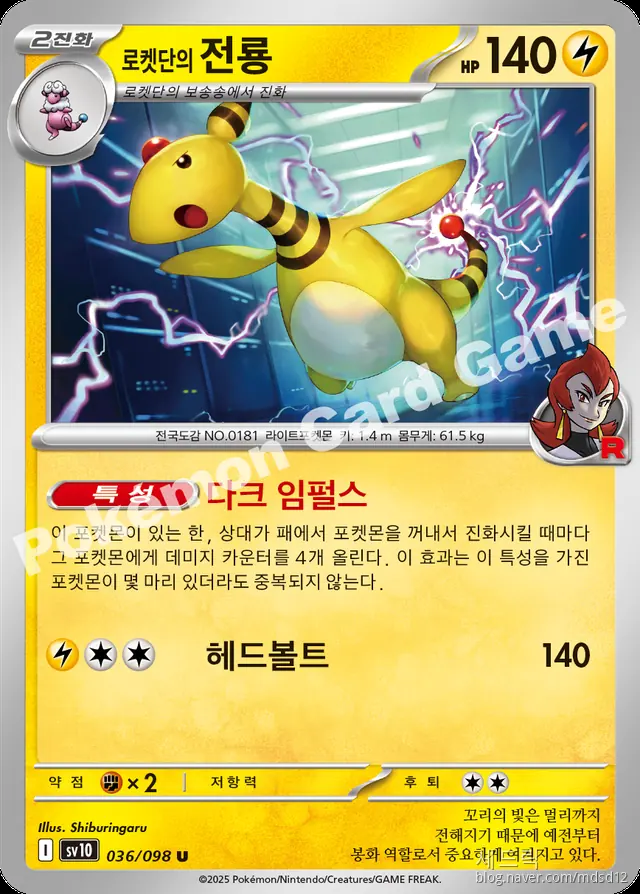 2진화
로켓단의 전룡
HP 140
로켓단의 보송송에서 진화
Pokémon Card Game
전국도감 NO.0181 라이트포켓몬 키: 1.4 m 몸무게: 61.5 kg
R
특성 다크 임펄스
이 포켓몬이 있는 한, 상대가 패에서 포켓몬을 꺼내서 진화시킬 때마다
그 포켓몬에게 데미지 카운터를 4개 올린다. 이 효과는 이 특성을 가진
포켓몬이 몇 마리 있더라도 중복되지 않는다.
헤드볼트 140
약점 ×2 저항력 후퇴
Illus. Shiburingaru
I sv10 036/098 U
꼬리의 빛은 멀리까지
전해지기 때문에 예전부터
봉화 역할로서 중요하게 여겨지고 있다.
©2025 Pokémon/Nintendo/Creatures/GAME FREAK.
blog.naver.com/mdsd12